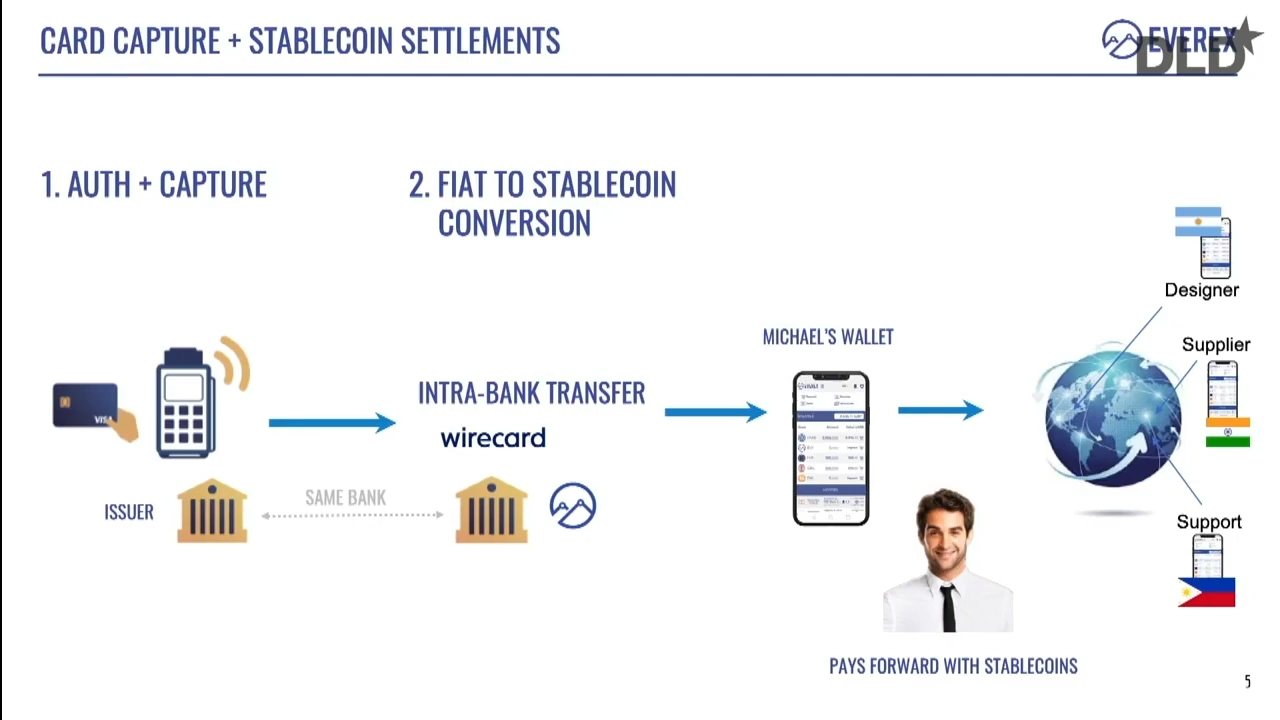 CARD CAPTURE + STABLECOIN SETTLEMENTS
EVEREX
DLD
1. AUTH + CAPTURE
2. FIAT TO STABLECOIN
CONVERSION
Designer
Supplier
MICHAEL'S WALLET
INTRA-BANK TRANSFER
wirecard
VISA
SAME BANK
ISSUER
Support
PAYS FORWARD WITH STABLECOINS
5